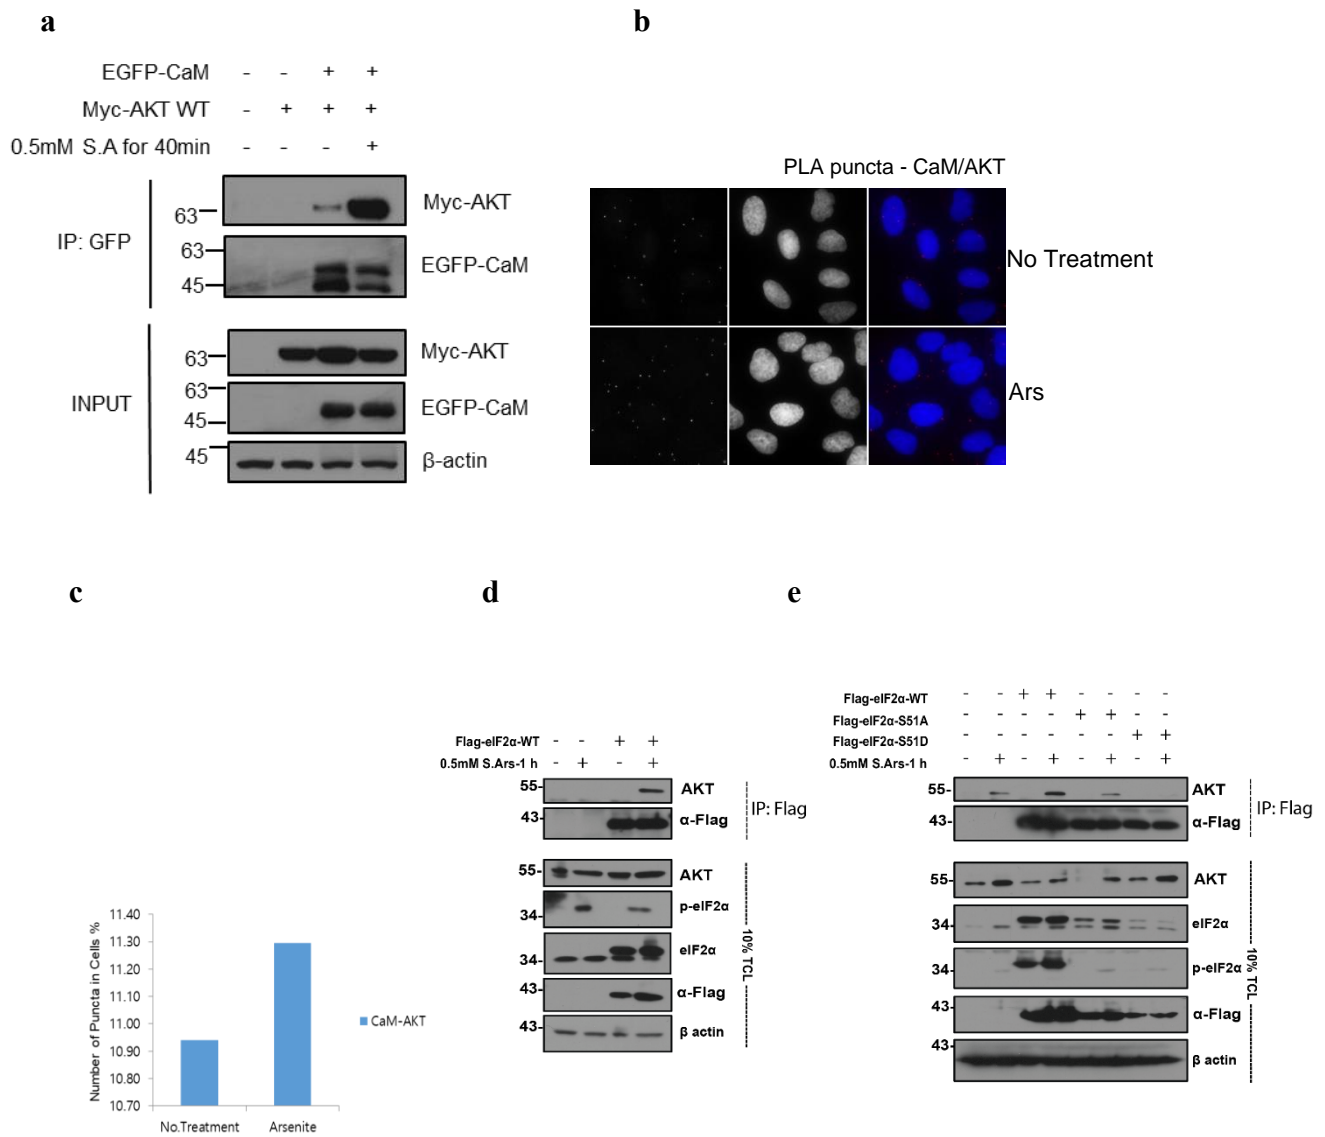 a
EGFP-CaM - - + +
Myc-AKT WT - + + +
0.5mM S.A for 40min - - - +
IP: GFP
63
Myc-AKT
63
45
EGFP-CaM
INPUT
63
Myc-AKT
63
45
EGFP-CaM
45
β-actin
b
PLA puncta - CaM/AKT
No Treatment
Ars
c
Number of Puncta in Cells %
11.40
11.30
11.20
11.10
11.00
10.90
10.80
10.70
No.Treatment Arsenite
CaM-AKT
d
Flag-eIF2α-WT - - + +
0.5mM S.Ars-1 h - + - +
55- AKT
43- α-Flag
IP: Flag
55- AKT
34- p-eIF2α
34- eIF2α
43- α-Flag
43- β actin
10% TCL
e
Flag-eIF2α-WT - - + + - - - -
Flag-eIF2α-S51A - - - - + + - -
Flag-eIF2α-S51D - - - - - - + +
0.5mM S.Ars-1 h - + - + - + - +
55- AKT
43- α-Flag
IP: Flag
55- AKT
34- eIF2α
34- p-eIF2α
43- α-Flag
43- β actin
10% TCL